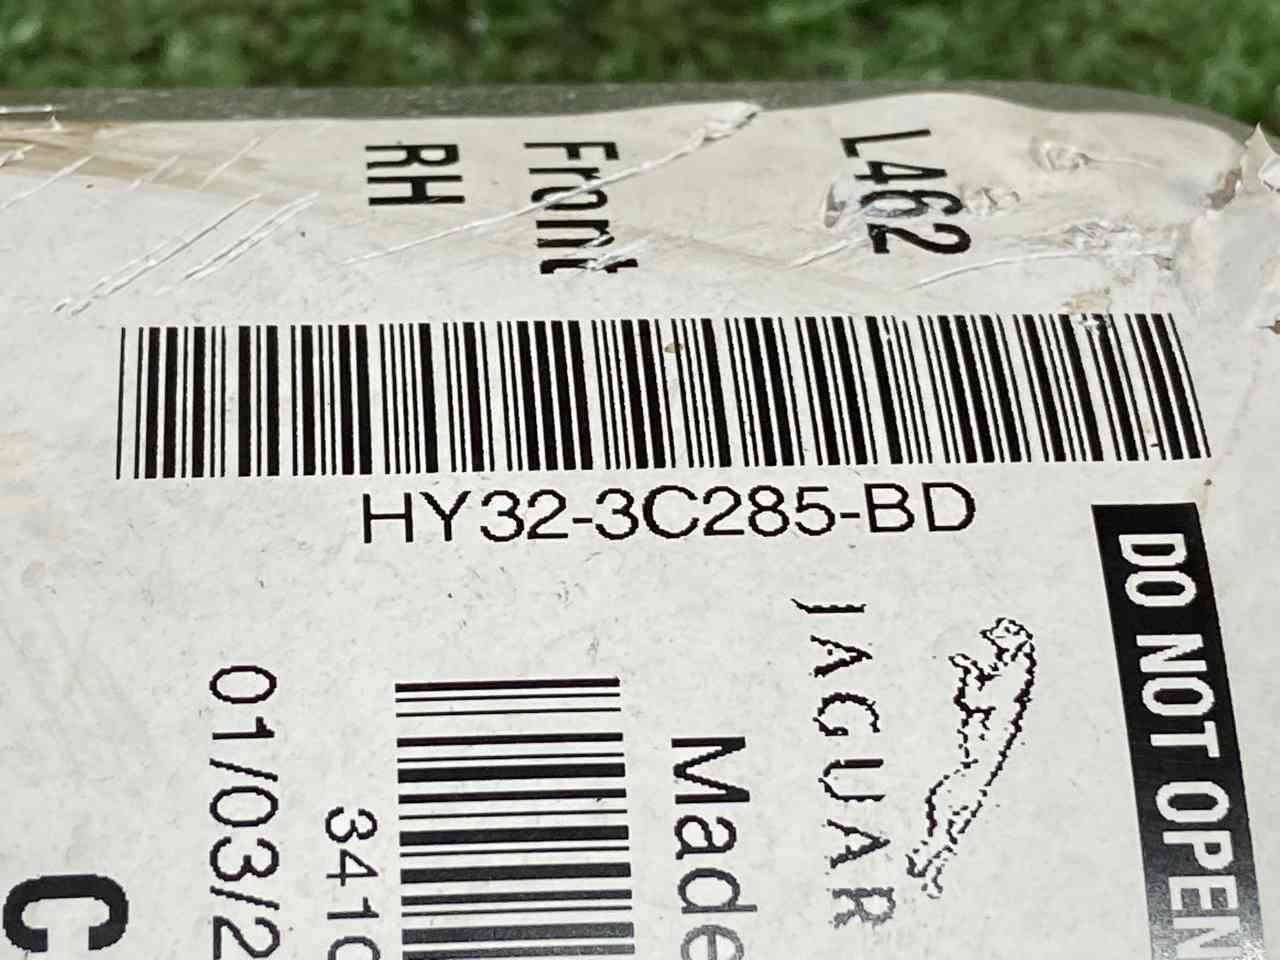 L462
Front
RH
HY32-3C285-BD
DO NOT OPEN
JAGUAR
Made
341
01/03/2
C